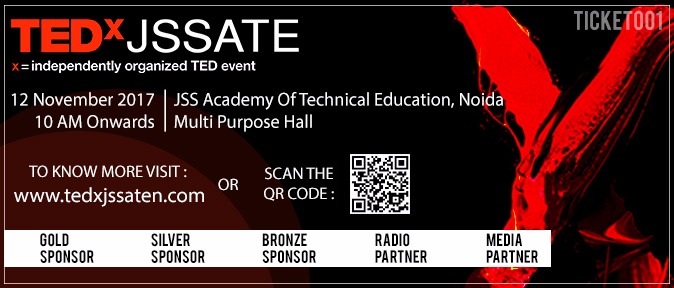 TICKET001
TEDxJSSATE
x = independently organized TED event
12 November 2017 | JSS Academy Of Technical Education, Noida
10 AM Onwards | Multi Purpose Hall
TO KNOW MORE VISIT :
www.tedxjssaten.com
OR
SCAN THE
QR CODE :
GOLD
SPONSOR
SILVER
SPONSOR
BRONZE
SPONSOR
RADIO
PARTNER
MEDIA
PARTNER